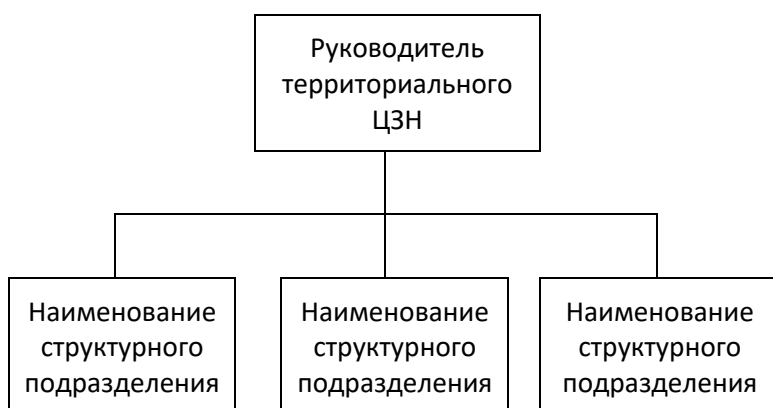 Руководитель
территориального
ЦЗН
Наименование
структурного
подразделения
Наименование
структурного
подразделения
Наименование
структурного
подразделения